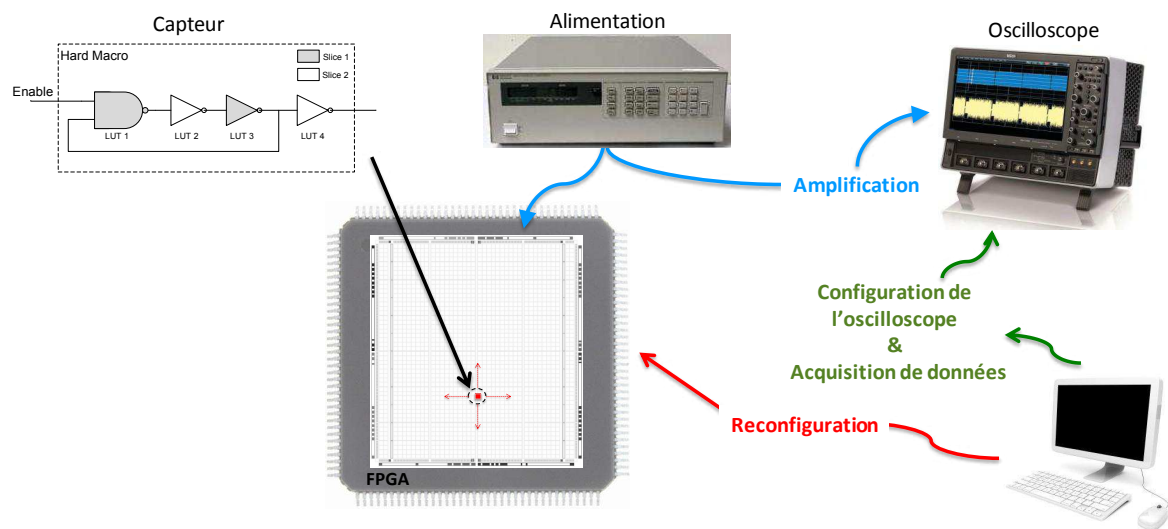 Capteur
Alimentation
Oscilloscope
Hard Macro
Slice 1
Slice 2
Enable
LUT 1
LUT 2
LUT 3
LUT 4
Amplification
Configuration de
l'oscilloscope
&
Acquisition de données
Reconfiguration
FPGA